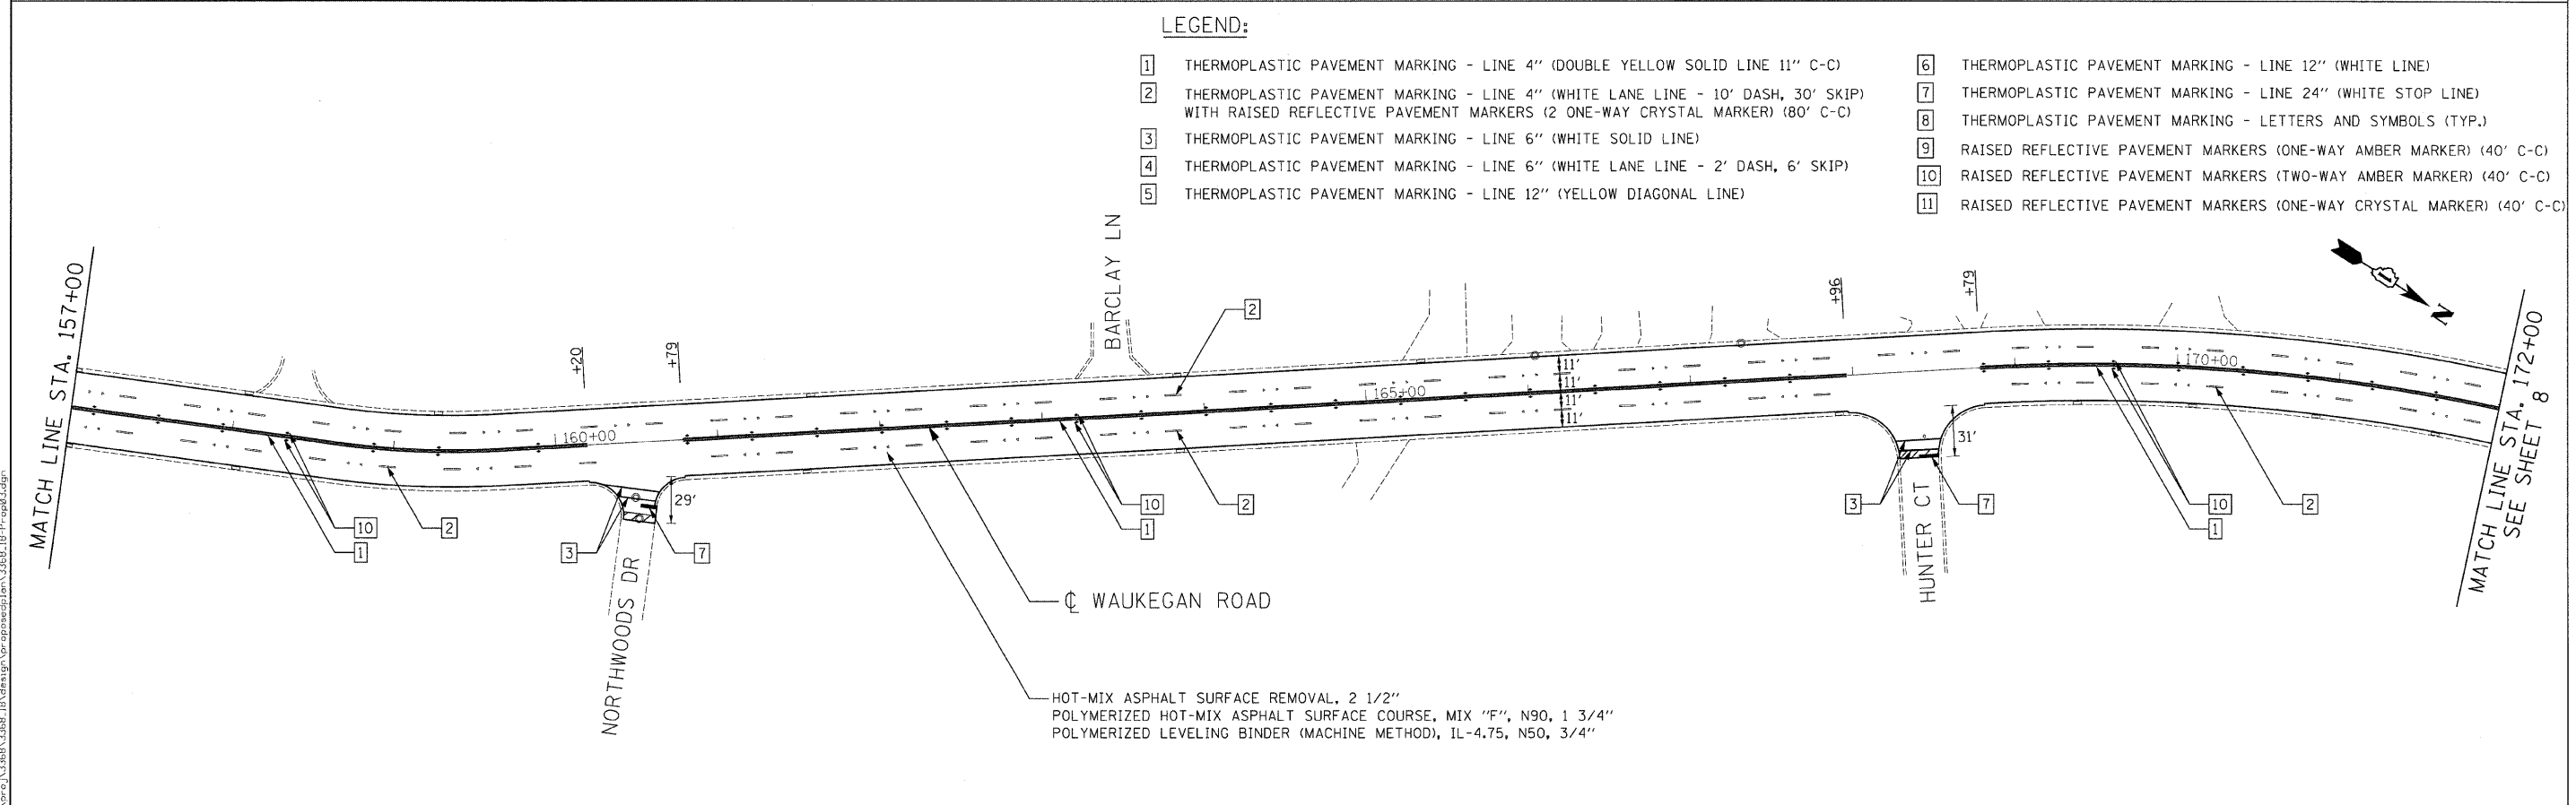 LEGEND:
1 THERMOPLASTIC PAVEMENT MARKING - LINE 4" (DOUBLE YELLOW SOLID LINE 11" C-C)
2 THERMOPLASTIC PAVEMENT MARKING - LINE 4" (WHITE LANE LINE - 10' DASH, 30' SKIP)
WITH RAISED REFLECTIVE PAVEMENT MARKERS (2 ONE-WAY CRYSTAL MARKER) (80' C-C)
3 THERMOPLASTIC PAVEMENT MARKING - LINE 6" (WHITE SOLID LINE)
4 THERMOPLASTIC PAVEMENT MARKING - LINE 6" (WHITE LANE LINE - 2' DASH, 6' SKIP)
5 THERMOPLASTIC PAVEMENT MARKING - LINE 12" (YELLOW DIAGONAL LINE)
6 THERMOPLASTIC PAVEMENT MARKING - LINE 12" (WHITE LINE)
7 THERMOPLASTIC PAVEMENT MARKING - LINE 24" (WHITE STOP LINE)
8 THERMOPLASTIC PAVEMENT MARKING - LETTERS AND SYMBOLS (TYP.)
9 RAISED REFLECTIVE PAVEMENT MARKERS (ONE-WAY AMBER MARKER) (40' C-C)
10 RAISED REFLECTIVE PAVEMENT MARKERS (TWO-WAY AMBER MARKER) (40' C-C)
11 RAISED REFLECTIVE PAVEMENT MARKERS (ONE-WAY CRYSTAL MARKER) (40' C-C)
N
MATCH LINE STA. 157+00
+20
+79
BARCLAY LN
2
+96
+79
MATCH LINE STA. 172+00
SEE SHEET 8
160+00
165+00
170+00
11'
11'
11'
11'
10
1
2
3
29'
7
NORTHWOODS DR
10
1
2
3
31'
7
HUNTER CT
10
1
2
℄ WAUKEGAN ROAD
HOT-MIX ASPHALT SURFACE REMOVAL, 2 1/2"
POLYMERIZED HOT-MIX ASPHALT SURFACE COURSE, MIX "F", N90, 1 3/4"
POLYMERIZED LEVELING BINDER (MACHINE METHOD), IL-4.75, N50, 3/4"